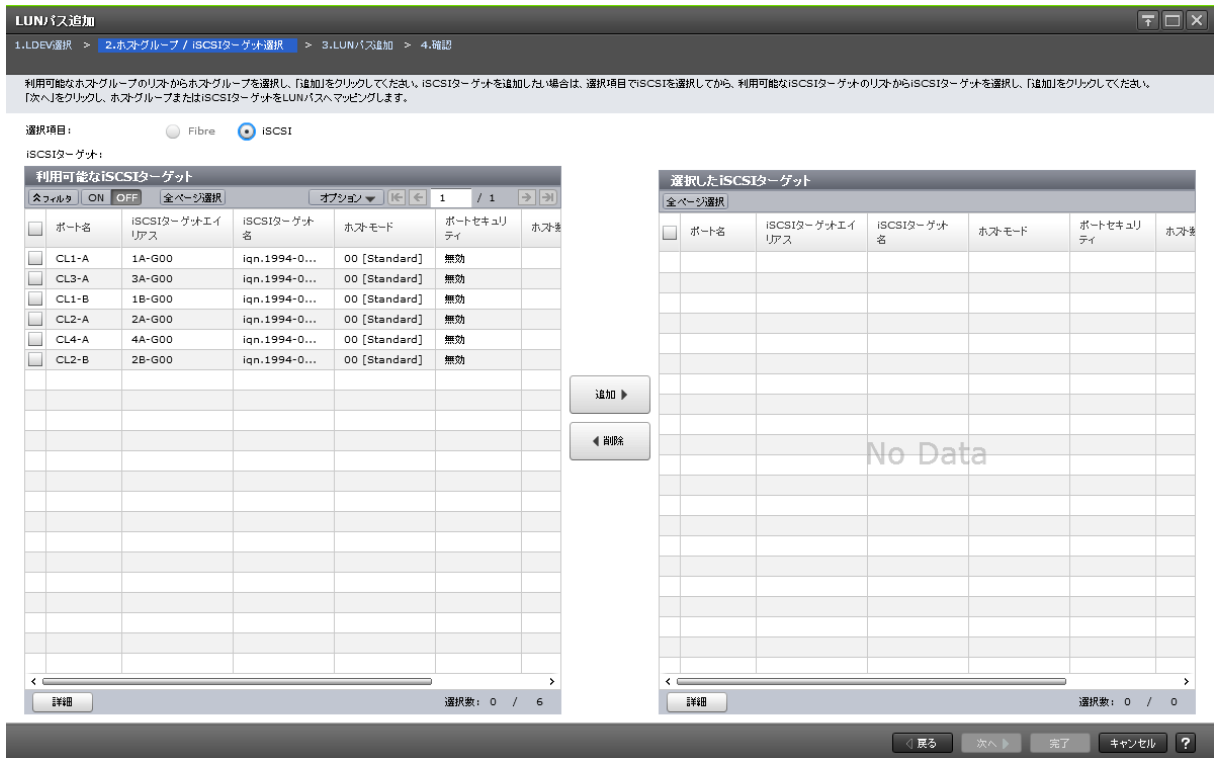 LUNパス追加
1.LDEV選択 > 2.ホストグループ / iSCSIターゲット選択 > 3.LUNパス追加 > 4.確認
利用可能なホストグループのリストからホストグループを選択し、「追加」をクリックしてください。iSCSIターゲットを追加したい場合は、選択項目でiSCSIを選択してから、利用可能なiSCSIターゲットのリストからiSCSIターゲットを選択し、「追加」をクリックしてください。
「次へ」をクリックし、ホストグループまたはiSCSIターゲットをLUNパスへマッピングします。
選択項目: Fibre iSCSI
iSCSIターゲット:
利用可能なiSCSIターゲット
フィルタ ON OFF 全ページ選択 オプション 1 / 1
ポート名 iSCSIターゲットエイリアス iSCSIターゲット名 ホストモード ポートセキュリティ
CL1-A 1A-G00 iqn.1994-0... 00 [Standard] 無効
CL3-A 3A-G00 iqn.1994-0... 00 [Standard] 無効
CL1-B 1B-G00 iqn.1994-0... 00 [Standard] 無効
CL2-A 2A-G00 iqn.1994-0... 00 [Standard] 無効
CL4-A 4A-G00 iqn.1994-0... 00 [Standard] 無効
CL2-B 2B-G00 iqn.1994-0... 00 [Standard] 無効
詳細 選択数: 0 / 6
追加
削除
選択したiSCSIターゲット
全ページ選択
ポート名 iSCSIターゲットエイリアス iSCSIターゲット名 ホストモード ポートセキュリティ
No Data
詳細 選択数: 0 / 0
戻る 次へ 完了 キャンセル ?